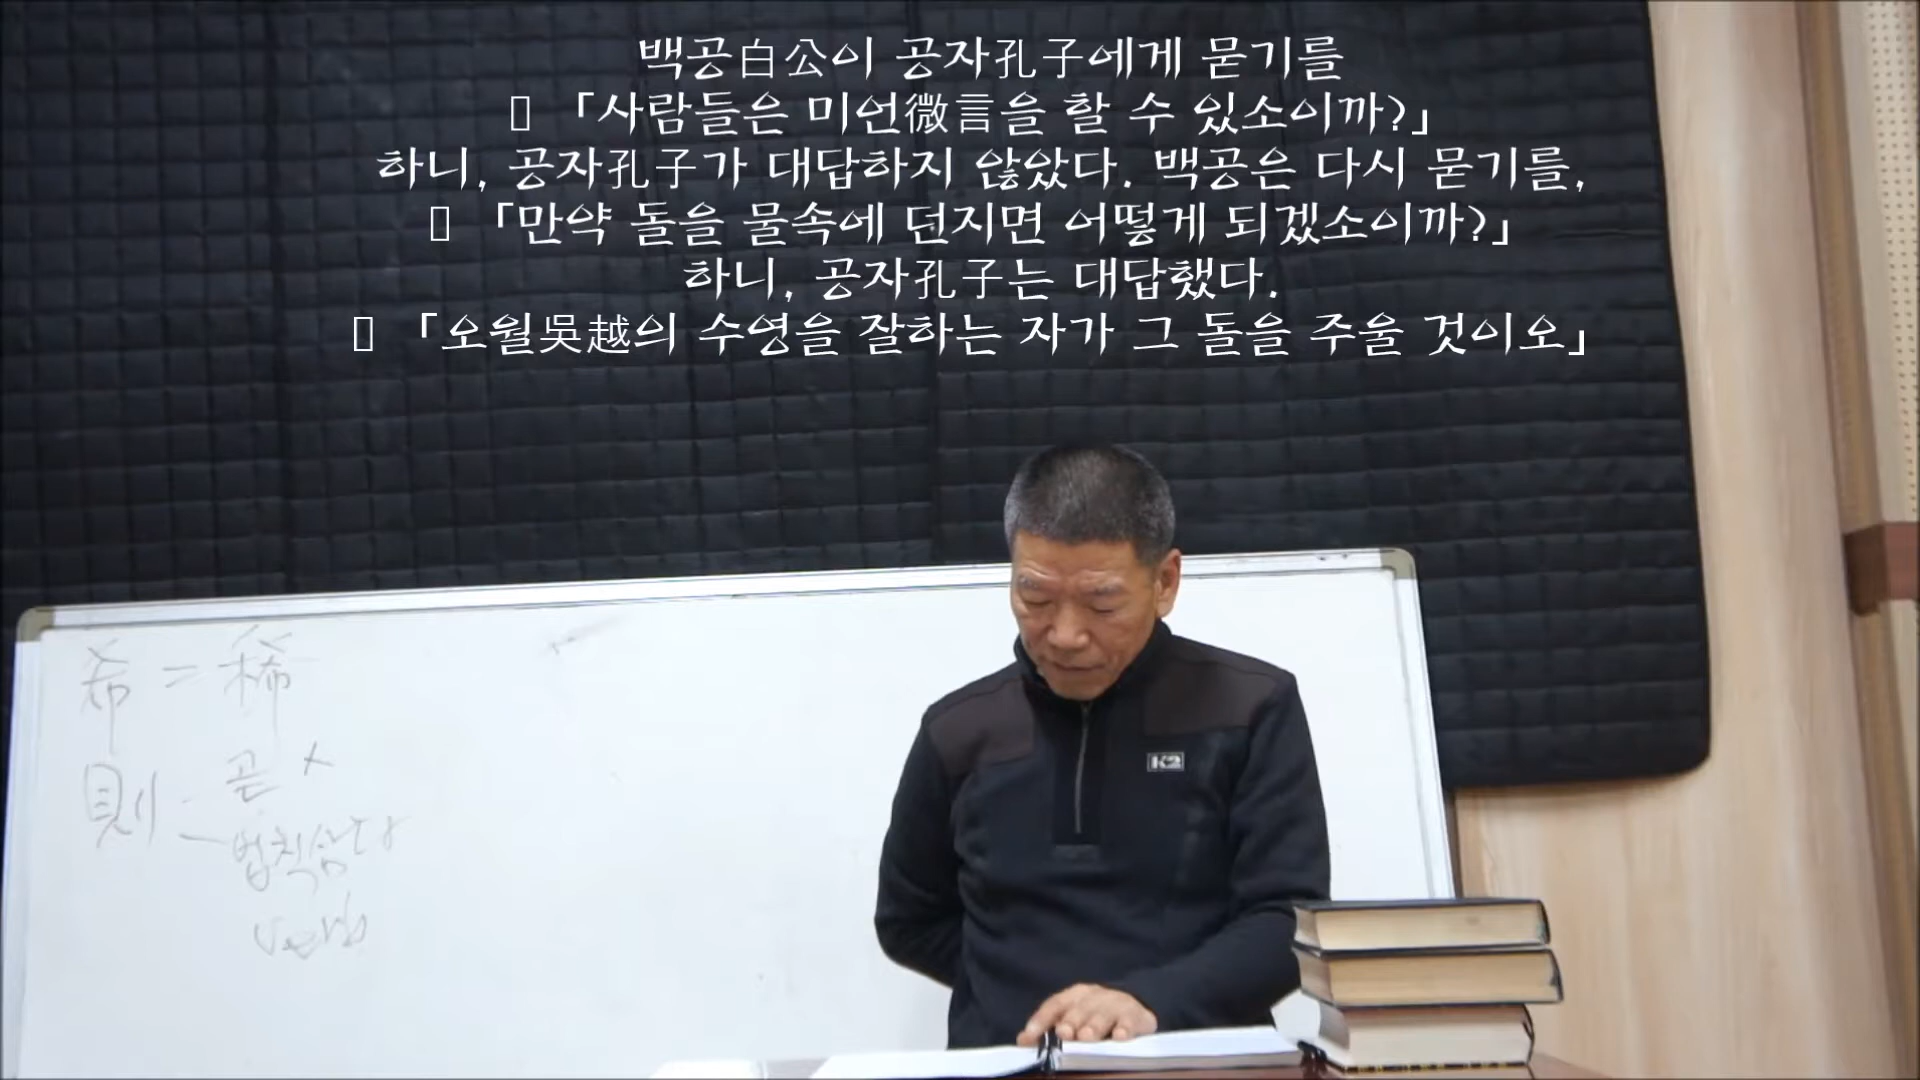 백공白公이 공자孔子에게 묻기를
「사람들은 미언微言을 할 수 있소이까?」
하니, 공자孔子가 대답하지 않았다. 백공은 다시 묻기를,
「만약 돌을 물속에 던지면 어떻게 되겠소이까?」
하니, 공자孔子는 대답했다.
「오월吳越의 수영을 잘하는 자가 그 돌을 주울 것이오」
希 = 稀
則 곧
법칙삼다
verb
K2